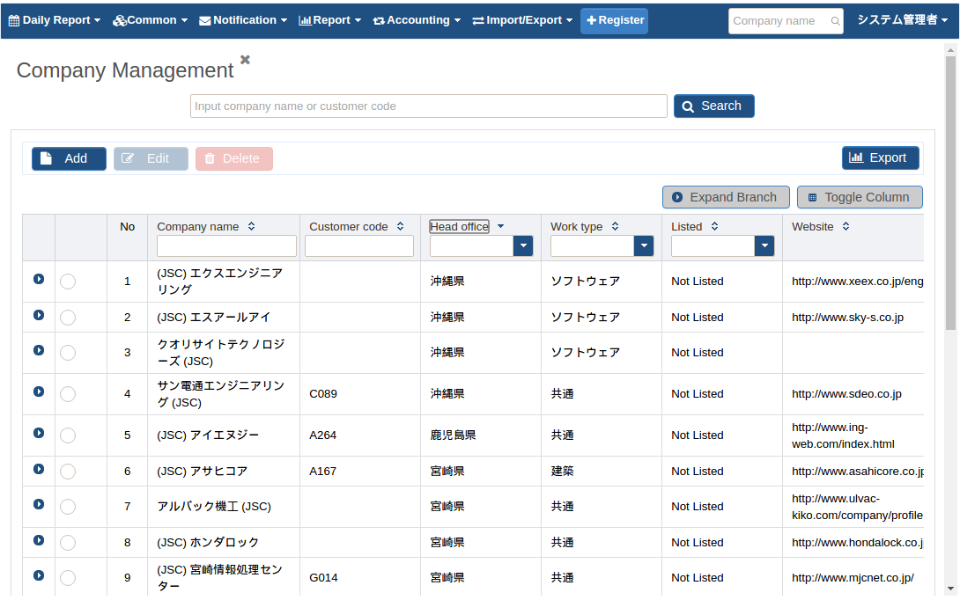 Daily Report Common Notification Report Accounting Import/Export Register Company name システム管理者
Company Management
Input company name or customer code Search
Add Edit Delete Export
Expand Branch Toggle Column
No Company name Customer code Head office Work type Listed Website
1 (JSC) エクスエンジニア
リング 沖縄県 ソフトウェア Not Listed http://www.xeex.co.jp/eng
2 (JSC) エスアールアイ 沖縄県 ソフトウェア Not Listed http://www.sky-s.co.jp
3 クオリサイトテクノロジ
ーズ (JSC) 沖縄県 ソフトウェア Not Listed
4 サン電通エンジニアリン
グ (JSC) C089 沖縄県 共通 Not Listed http://www.sdeo.co.jp
5 (JSC) アイエヌジー A264 鹿児島県 共通 Not Listed http://www.ing-
web.com/index.html
6 (JSC) アサヒコア A167 宮崎県 建築 Not Listed http://www.asahicore.co.jp
7 アルバック機工 (JSC) 宮崎県 共通 Not Listed http://www.ulvac-
kiko.com/company/profile
8 (JSC) ホンダロック 宮崎県 共通 Not Listed http://www.hondalock.co.j
9 (JSC) 宮崎情報処理セン
ター G014 宮崎県 共通 Not Listed http://www.mjcnet.co.jp/